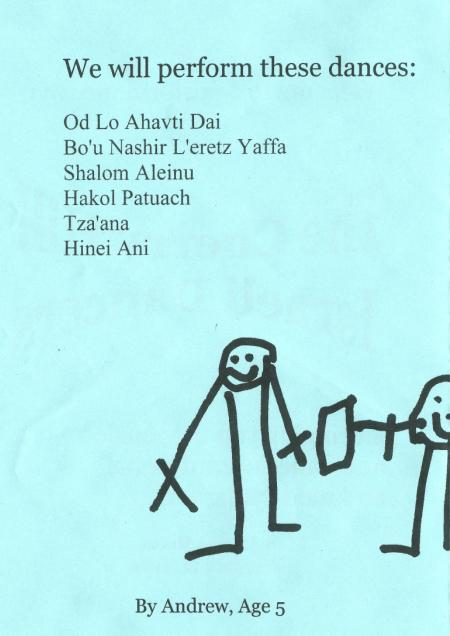 We will perform these dances:
Od Lo Ahavti Dai
Bo'u Nashir L'eretz Yaffa
Shalom Aleinu
Hakol Patuach
Tza'ana
Hinei Ani
By Andrew, Age 5